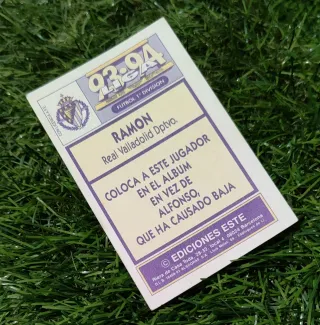 93-94
LIGA
FUTBOL 1ª DIVISION
RAMON
Real Valladolid Dptvo.
COLOCA A ESTE JUGADOR
EN EL ALBUM
EN VEZ DE
ALFONSO,
QUE HA CAUSADO BAJA
© EDICIONES ESTE